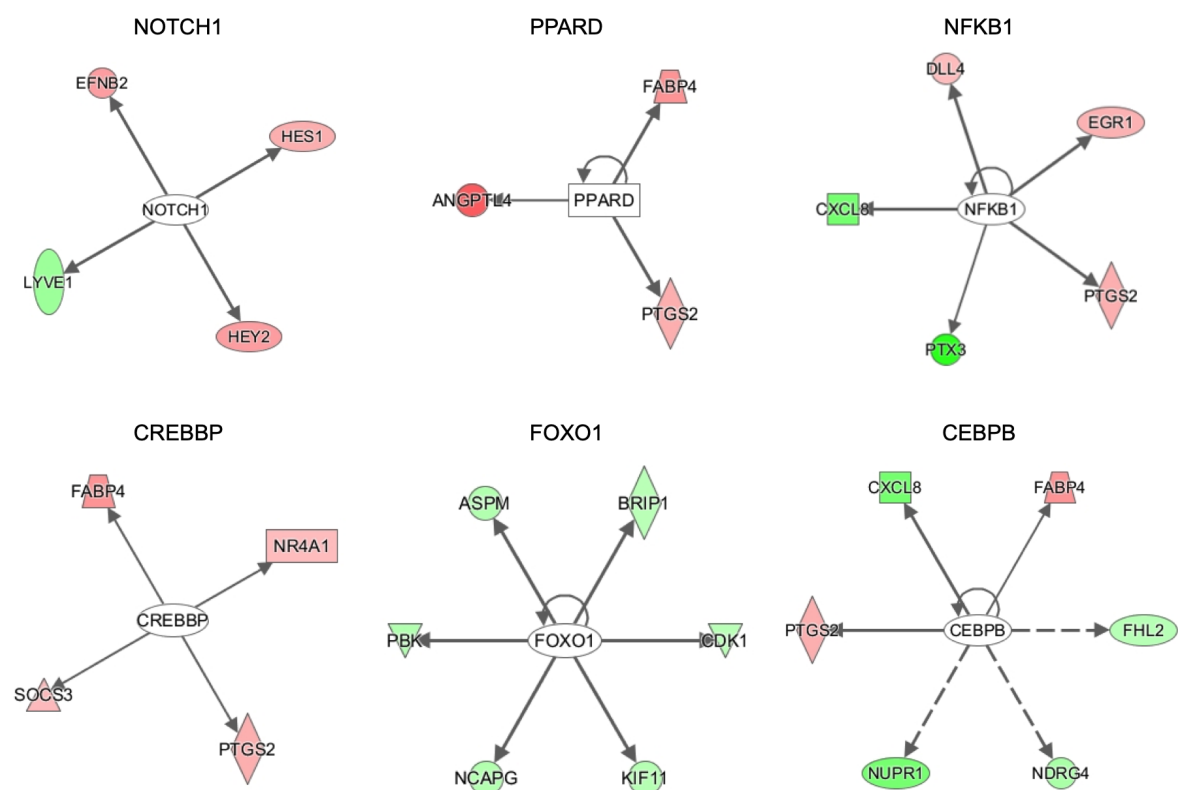 NOTCH1
PPARD
NFKB1
EFNB2
HES1
NOTCH1
LYVE1
HEY2
FABP4
ANGPTL4
PPARD
PTGS2
DLL4
EGR1
CXCL8
NFKB1
PTGS2
PTX3
CREBBP
FOXO1
CEBPB
FABP4
NR4A1
CREBBP
SOCS3
PTGS2
ASPM
BRIP1
PBK
FOXO1
CDK1
NCAPG
KIF11
CXCL8
FABP4
PTGS2
CEBPB
FHL2
NUPR1
NDRG4